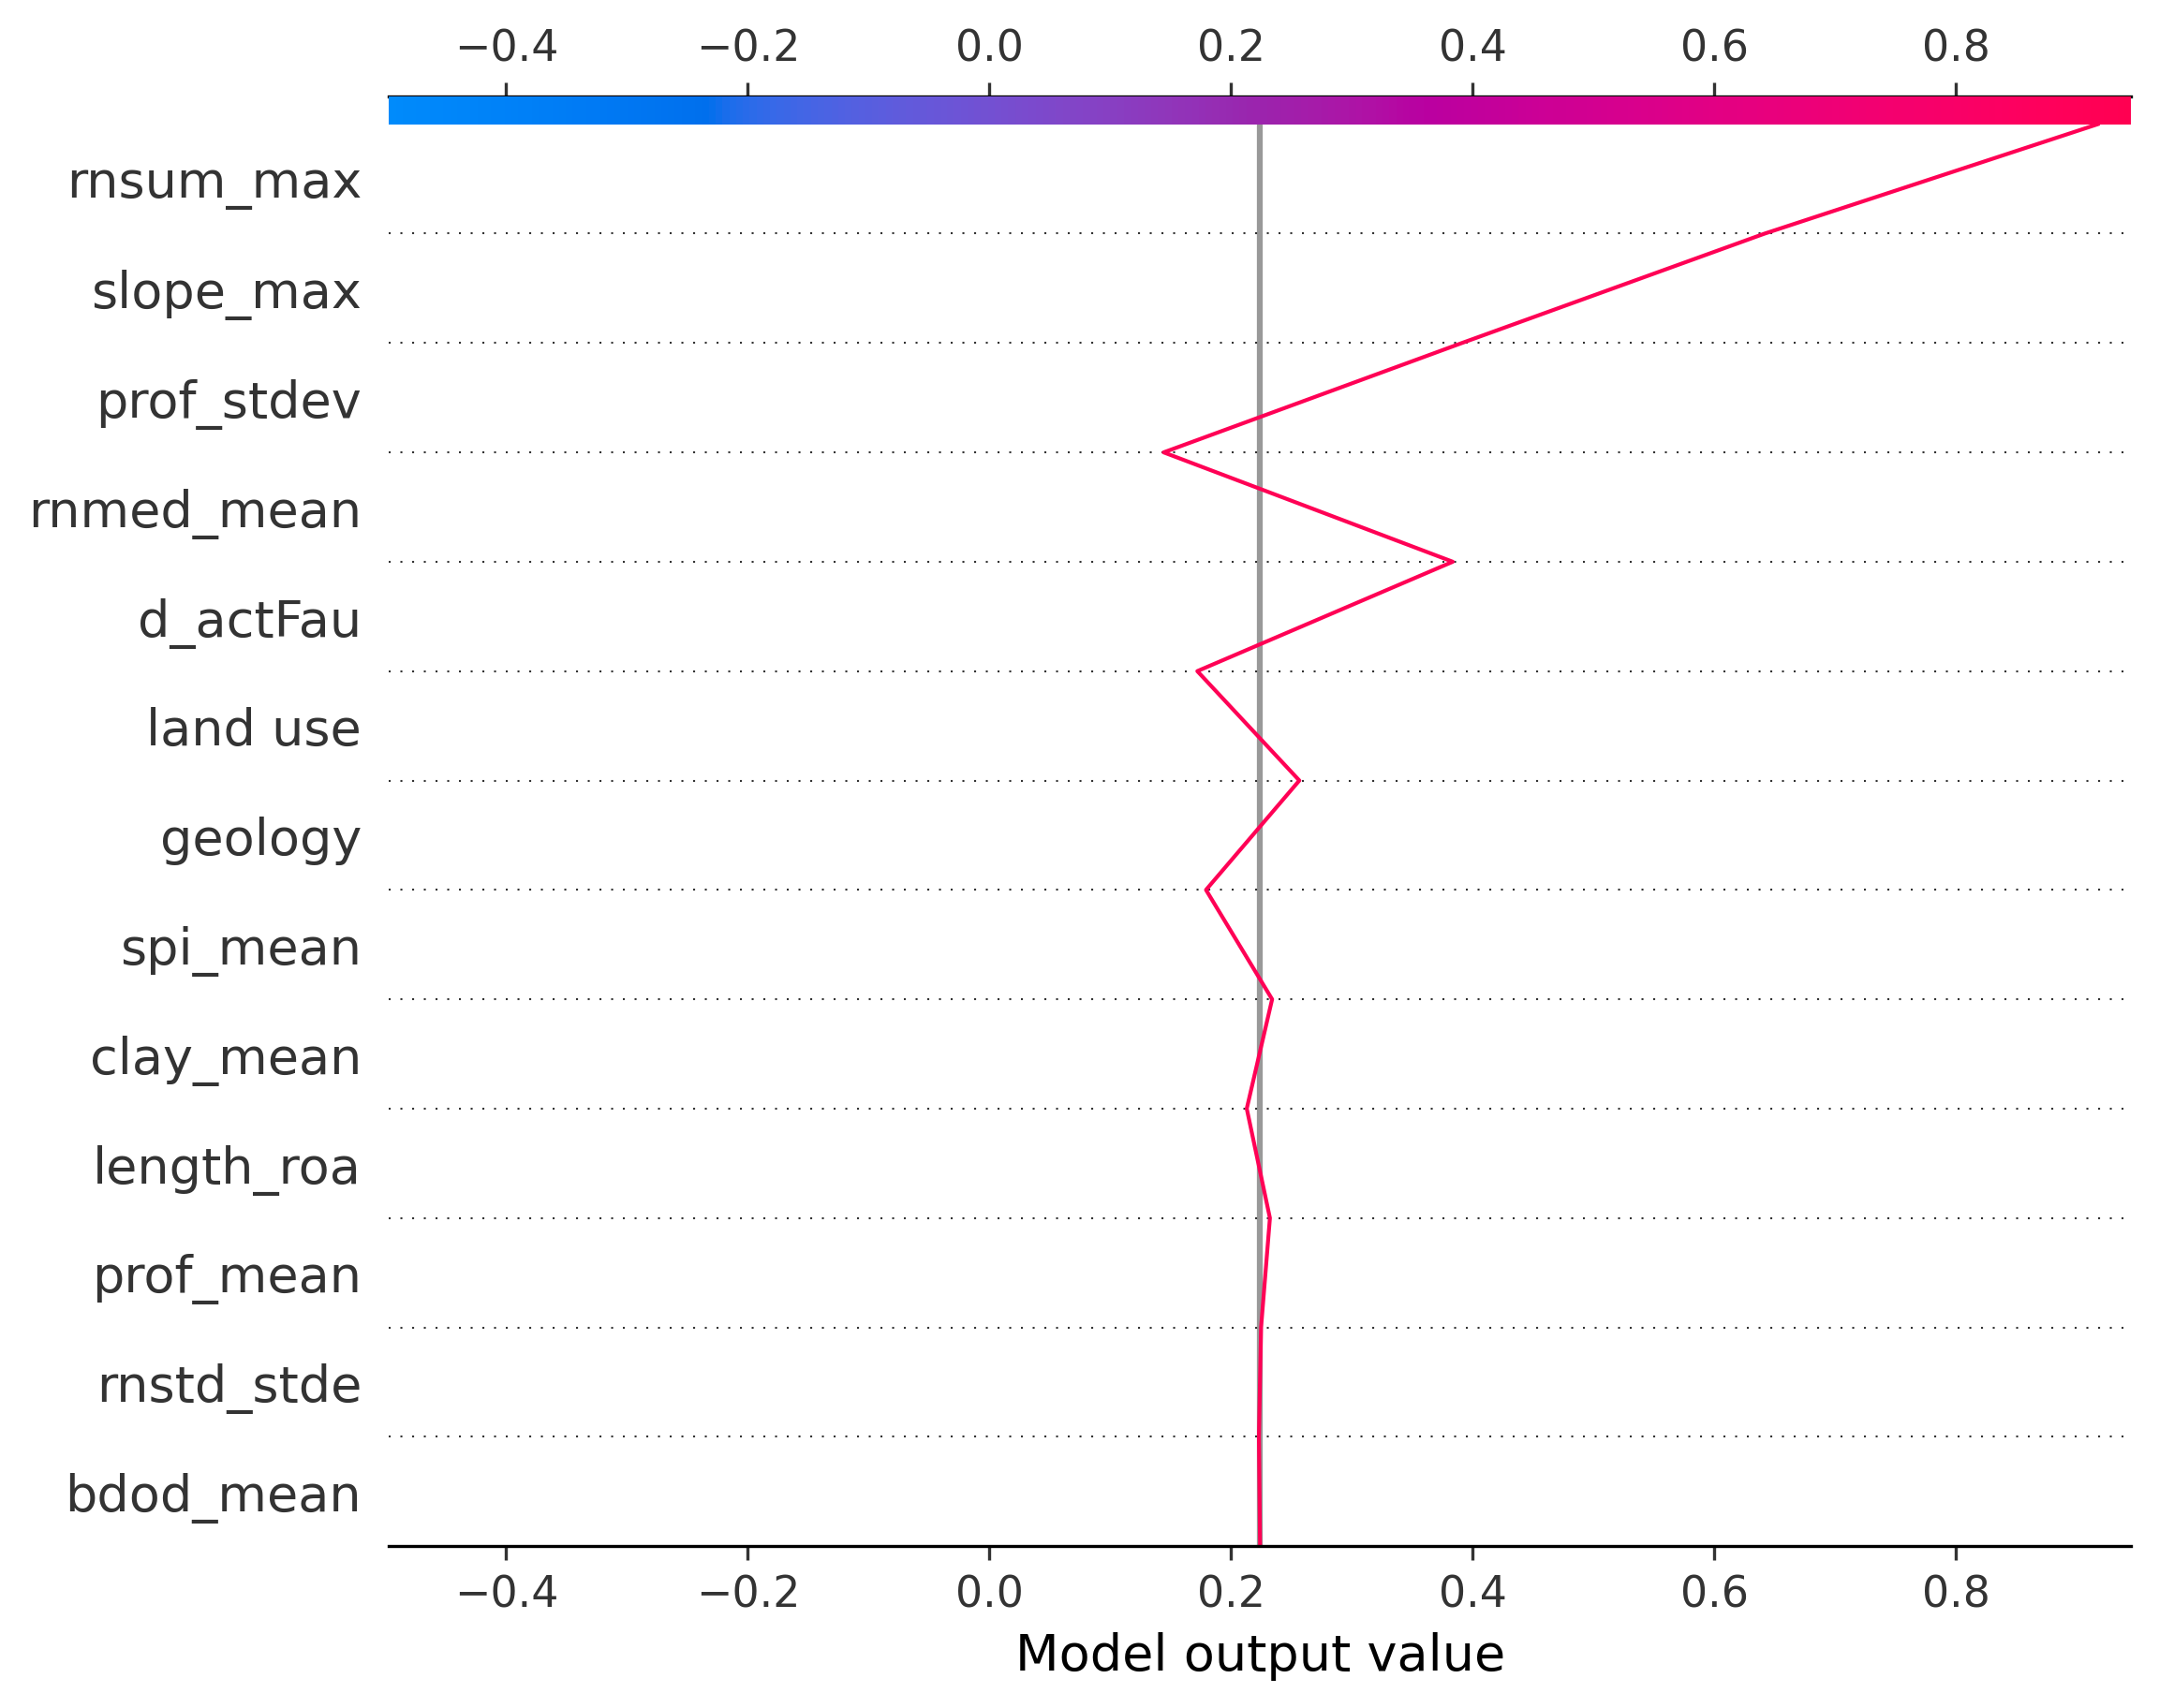 −0.4 −0.2 0.0 0.2 0.4 0.6 0.8
rnsum_max
slope_max
prof_stdev
rnmed_mean
d_actFau
land use
geology
spi_mean
clay_mean
length_roa
prof_mean
rnstd_stde
bdod_mean
−0.4 −0.2 0.0 0.2 0.4 0.6 0.8
Model output value